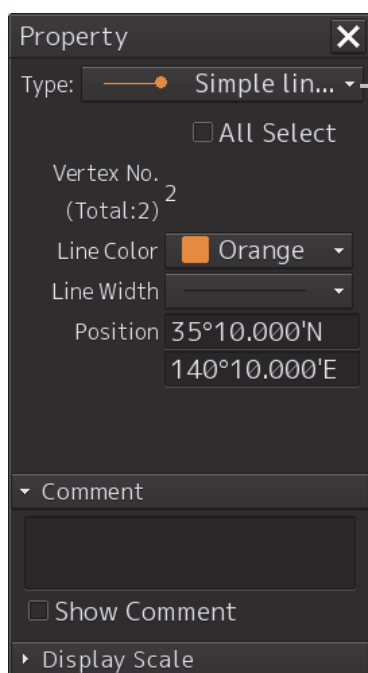 Property
Type: Simple lin...
All Select
Vertex No.
(Total:2) 2
Line Color Orange
Line Width
Position 35°10.000'N
140°10.000'E
Comment
Show Comment
Display Scale